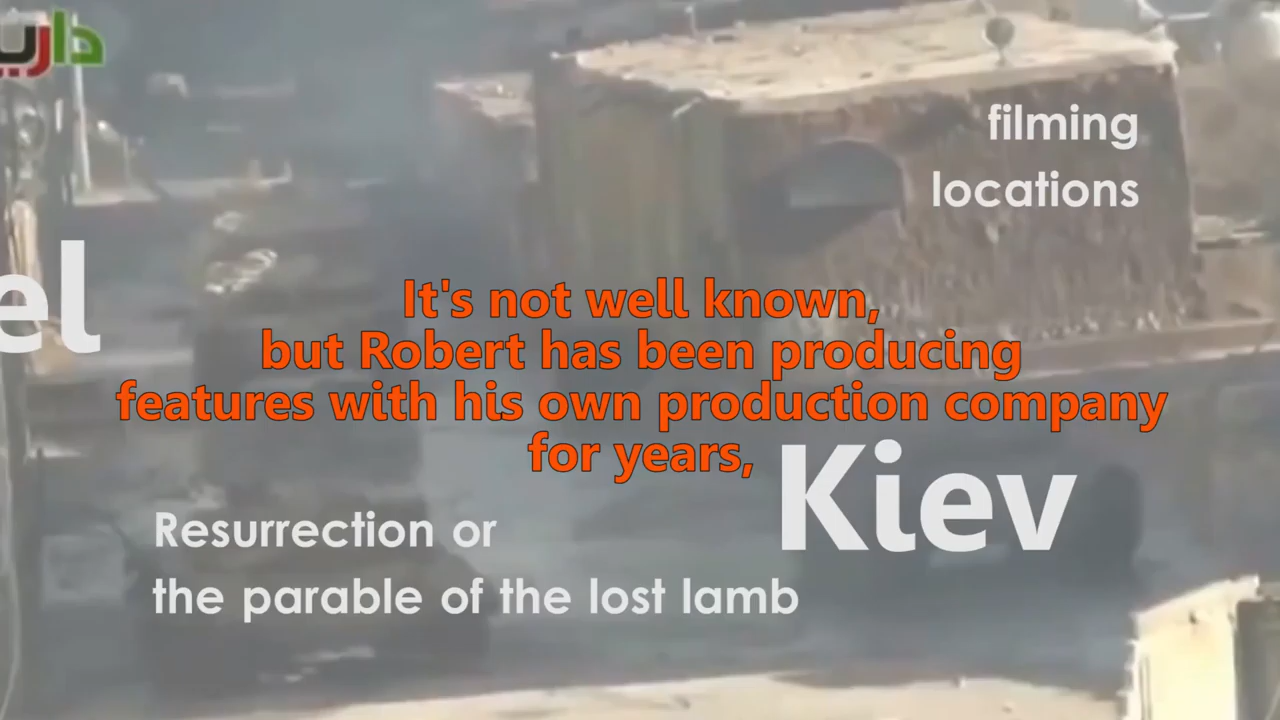 filming
locations
el
It's not well known,
but Robert has been producing
features with his own production company
for years,
Kiev
Resurrection or
the parable of the lost lamb